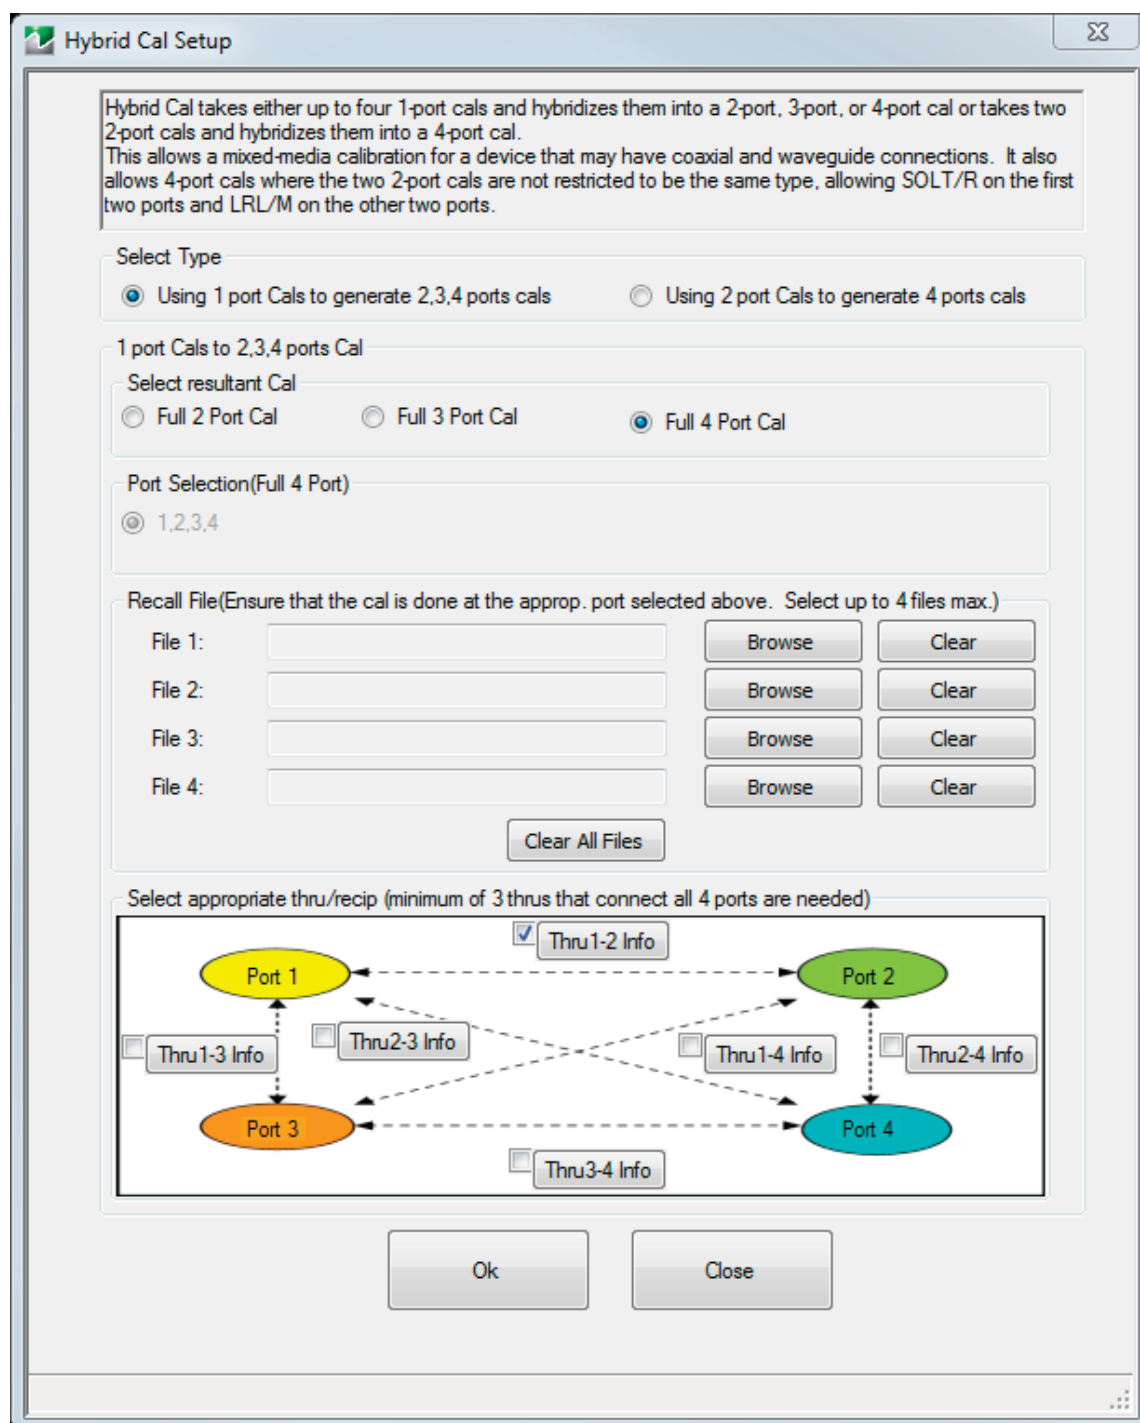 Hybrid Cal Setup
Hybrid Cal takes either up to four 1-port cals and hybridizes them into a 2-port, 3-port, or 4-port cal or takes two
2-port cals and hybridizes them into a 4-port cal.
This allows a mixed-media calibration for a device that may have coaxial and waveguide connections. It also
allows 4-port cals where the two 2-port cals are not restricted to be the same type, allowing SOLT/R on the first
two ports and LRL/M on the other two ports.
Select Type
Using 1 port Cals to generate 2,3,4 ports cals Using 2 port Cals to generate 4 ports cals
1 port Cals to 2,3,4 ports Cal
Select resultant Cal
Full 2 Port Cal Full 3 Port Cal Full 4 Port Cal
Port Selection(Full 4 Port)
1,2,3,4
Recall File(Ensure that the cal is done at the approp. port selected above. Select up to 4 files max.)
File 1: Browse Clear
File 2: Browse Clear
File 3: Browse Clear
File 4: Browse Clear
Clear All Files
Select appropriate thru/recip (minimum of 3 thrus that connect all 4 ports are needed)
Thru1-2 Info
Port 1 Port 2
Thru1-3 Info Thru2-3 Info Thru1-4 Info Thru2-4 Info
Port 3 Port 4
Thru3-4 Info
Ok Close